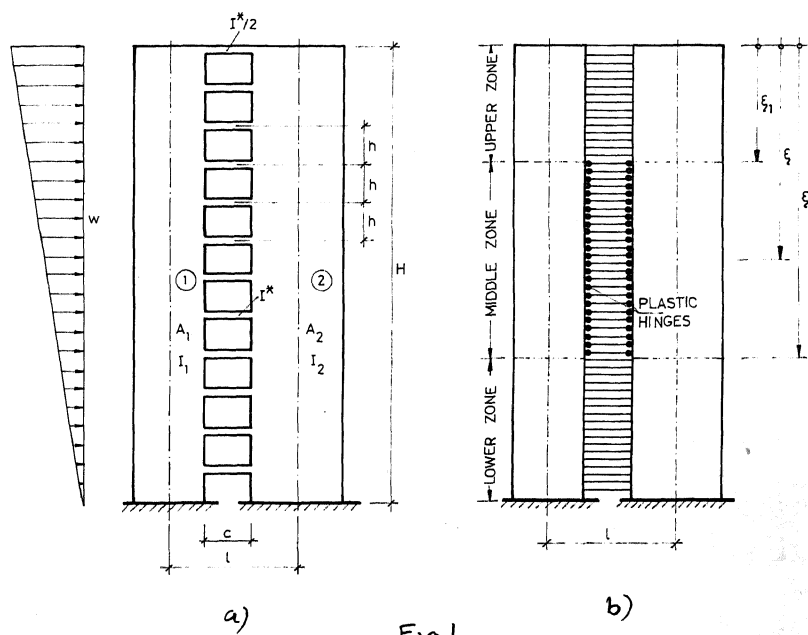 I*/2
h
h
h
w
H
①
②
I*
A₁
A₂
I₁
I₂
c
l
a)
UPPER ZONE
MIDDLE ZONE
LOWER ZONE
ξ₁
ξ
ξ
PLASTIC
HINGES
l
b)
Fig 1